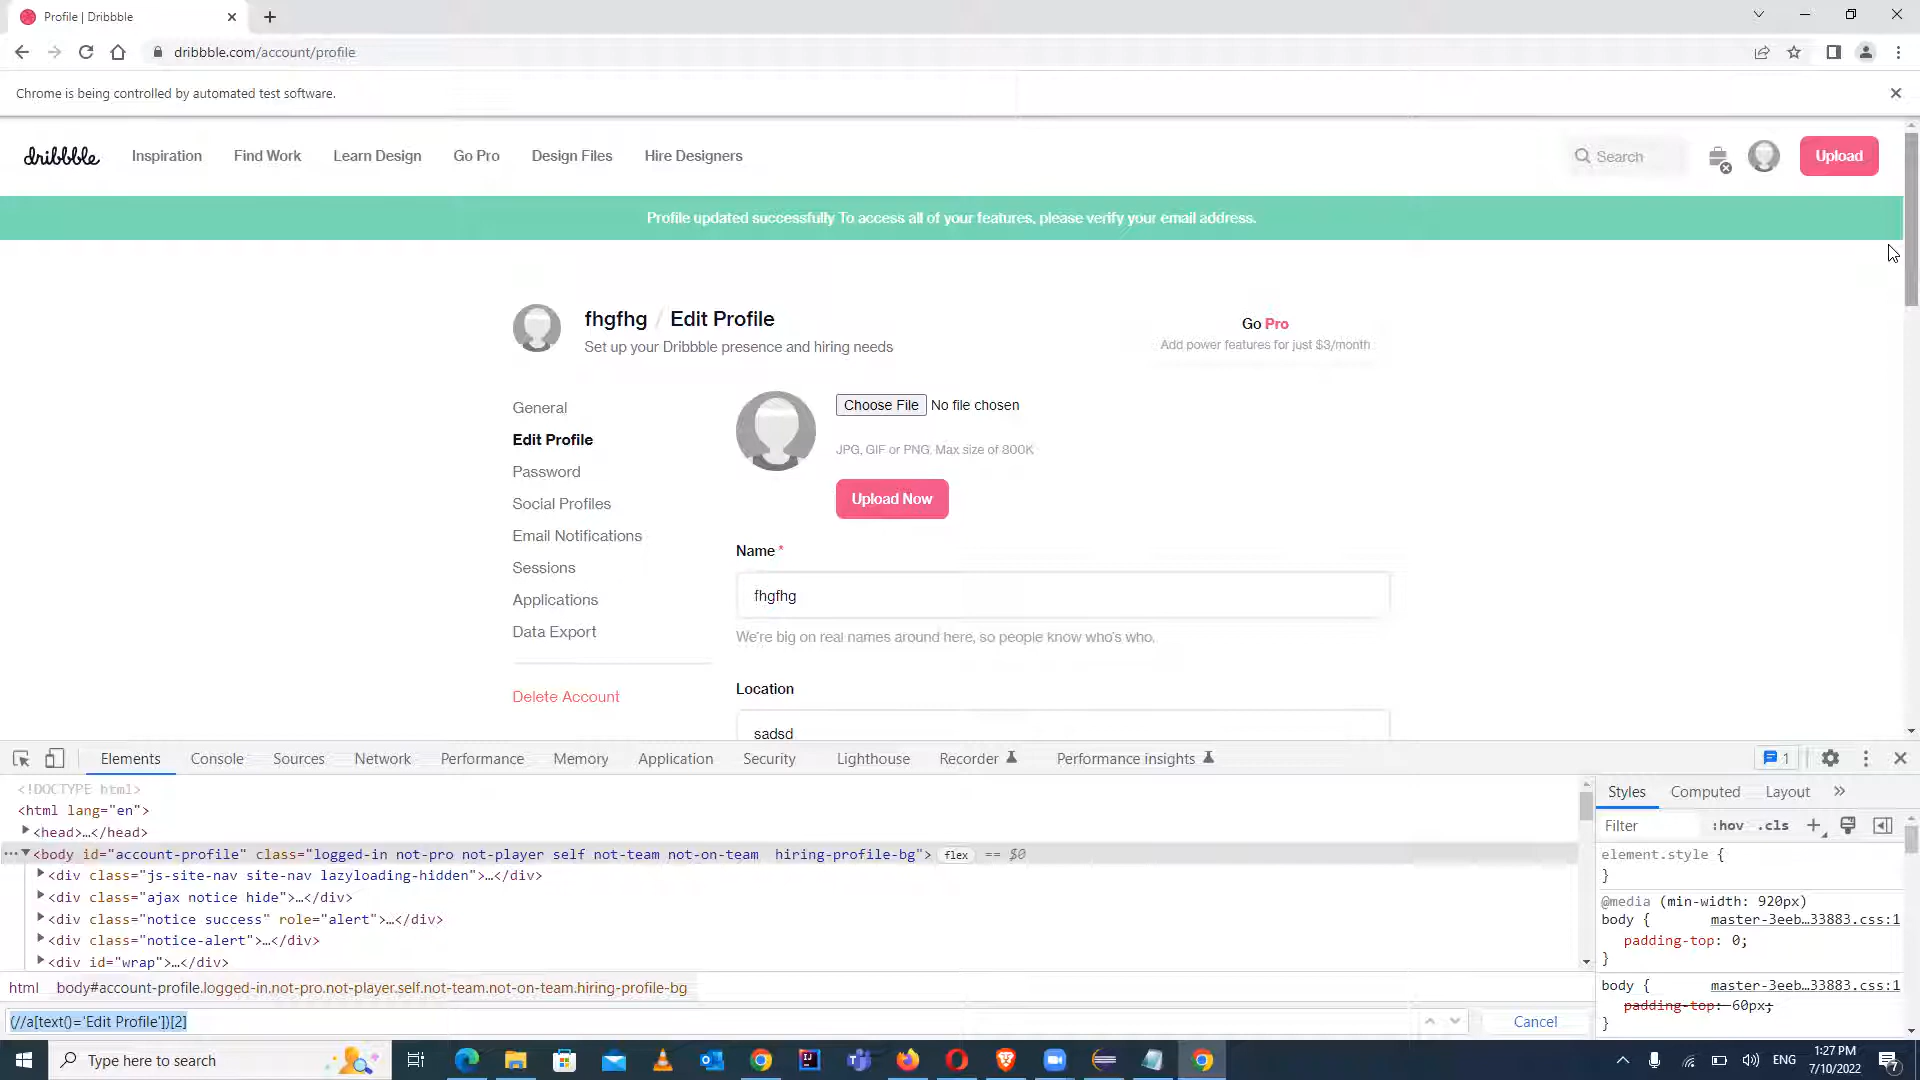 Profile | Dribbble
dribbble.com/account/profile
Chrome is being controlled by automated test software.
dribbble
Inspiration
Find Work
Learn Design
Go Pro
Design Files
Hire Designers
Search
Upload
Profile updated successfully To access all of your features, please verify your email address.
fhgfhg / Edit Profile
Set up your Dribbble presence and hiring needs
Go Pro
Add power features for just $3/month
General
Edit Profile
Password
Social Profiles
Email Notifications
Sessions
Applications
Data Export
Delete Account
Choose File No file chosen
JPG, GIF or PNG. Max size of 800K
Upload Now
Name *
fhgfhg
We're big on real names around here, so people know who's who.
Location
sadsd
Elements
Console
Sources
Network
Performance
Memory
Application
Security
Lighthouse
Recorder
Performance insights
1
<!DOCTYPE html>
<html lang="en">
<head>…</head>
<body id="account-profile" class="logged-in not-pro not-player self not-team not-on-team  hiring-profile-bg"> flex == $0
<div class="js-site-nav site-nav lazyloading-hidden">…</div>
<div class="ajax notice hide">…</div>
<div class="notice success" role="alert">…</div>
<div class="notice-alert">…</div>
<div id="wrap">…</div>
html body#account-profile.logged-in.not-pro.not-player.self.not-team.not-on-team.hiring-profile-bg
(//a[text()='Edit Profile'])[2]
Cancel
Styles
Computed
Layout
Filter
:hov .cls
element.style {
}
@media (min-width: 920px)
body { master-3eeb…33883.css:1
padding-top: 0;
}
body { master-3eeb…33883.css:1
padding-top: 60px;
}
Type here to search
ENG
1:27 PM
7/10/2022
7